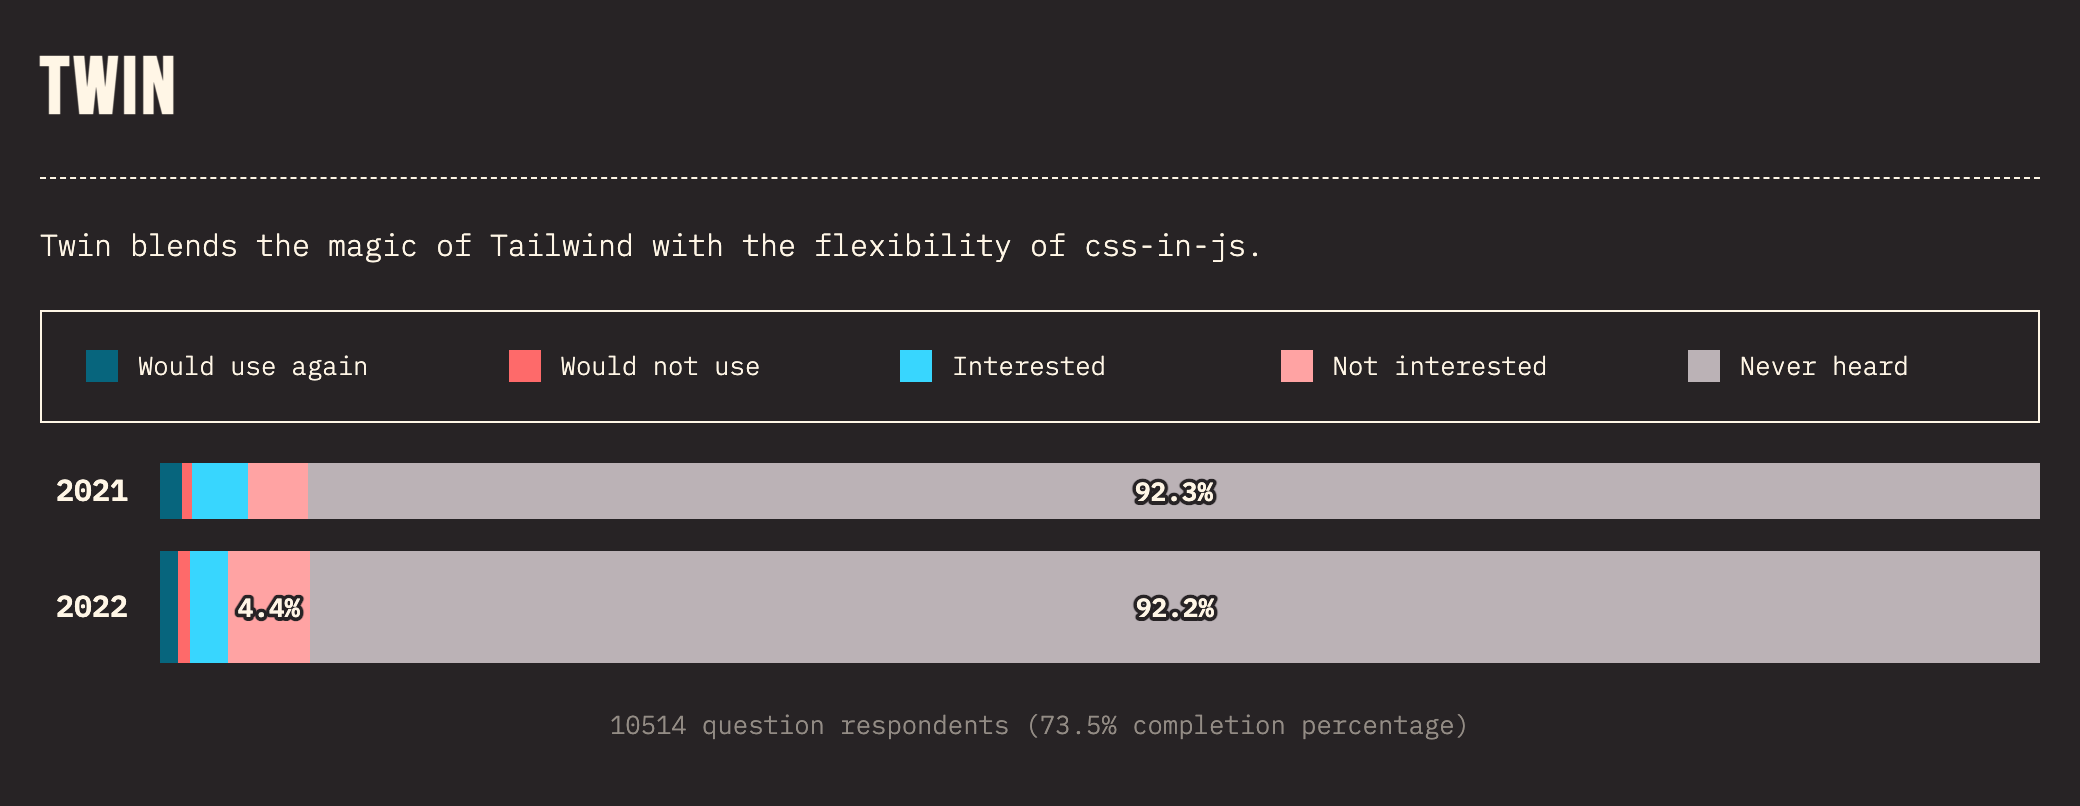 TWIN
Twin blends the magic of Tailwind with the flexibility of css-in-js.
Would use again Would not use Interested Not interested Never heard
2021 92.3%
2022 4.4% 92.2%
10514 question respondents (73.5% completion percentage)